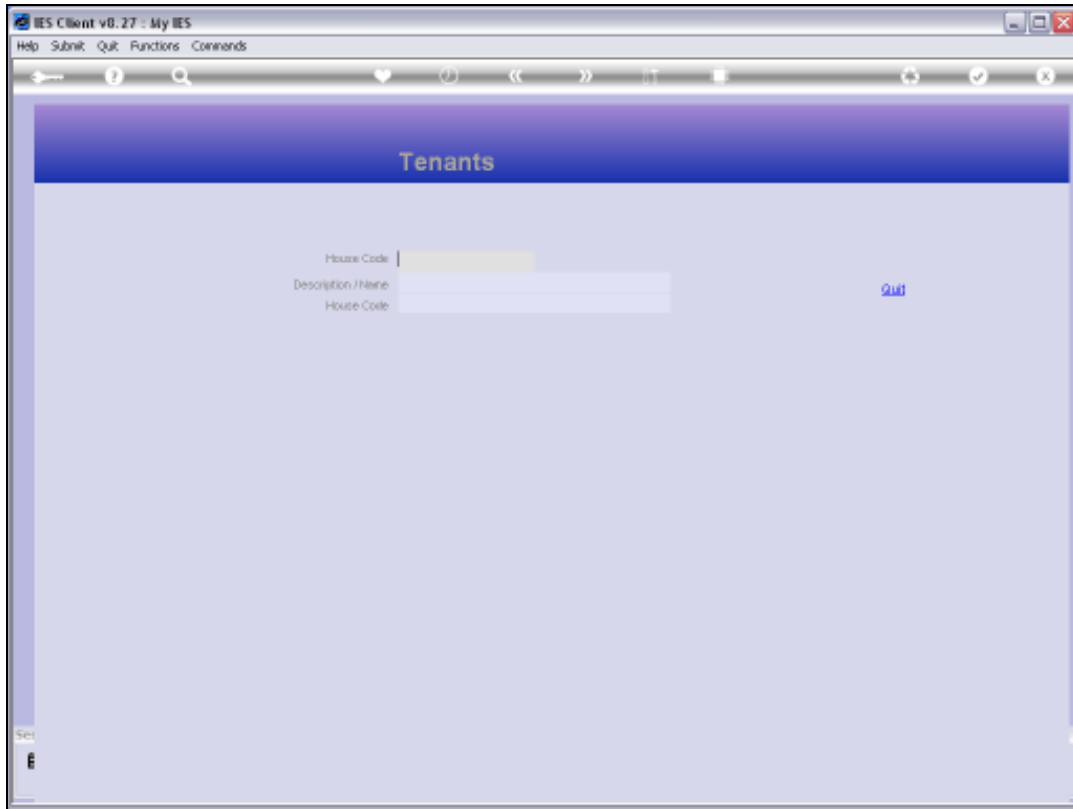 IES Client v8.27 : My IES
Help Submit Quit Functions Commands
Tenants
House Code
Description / Name
Quit
House Code
Ses